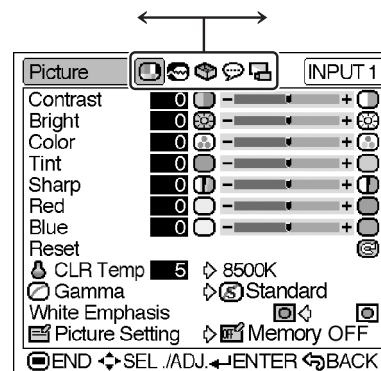 Picture INPUT 1
Contrast 0 - +
Bright 0 - +
Color 0 - +
Tint 0 - +
Sharp 0 - +
Red 0 - +
Blue 0 - +
Reset
CLR Temp 5 8500K
Gamma S Standard
White Emphasis
Picture Setting OFF Memory OFF
END SEL ./ADJ. ENTER BACK